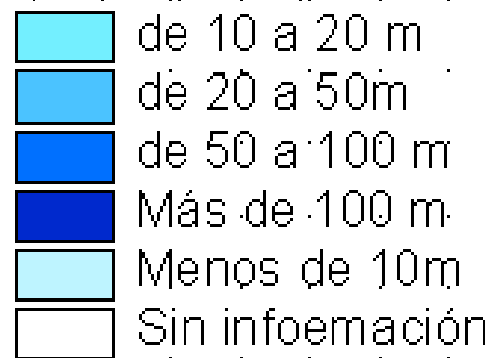 de 10 a 20 m
de 20 a 50m
de 50 a 100 m
Más de 100 m
Menos de 10m
Sin infoemación